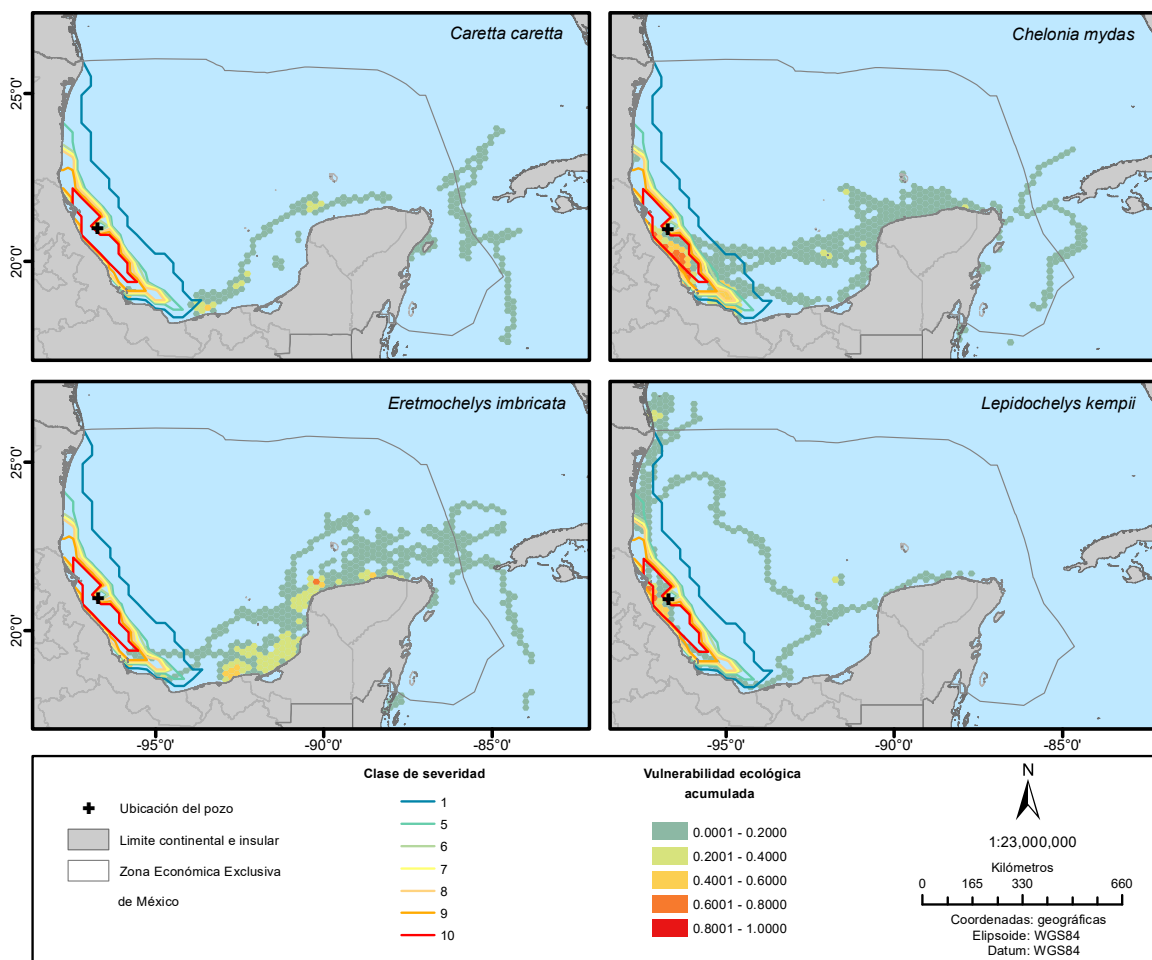 Caretta caretta
Chelonia mydas
25°0'
20°0'
Eretmochelys imbricata
Lepidochelys kempii
25°0'
20°0'
-95°0'
-90°0'
-85°0'
-95°0'
-90°0'
-85°0'
Clase de severidad
Ubicación del pozo
Limite continental e insular
Zona Económica Exclusiva
de México
1
5
6
7
8
9
10
Vulnerabilidad ecológica
acumulada
0.0001 - 0.2000
0.2001 - 0.4000
0.4001 - 0.6000
0.6001 - 0.8000
0.8001 - 1.0000
N
1:23,000,000
Kilómetros
0 165 330 660
Coordenadas: geográficas
Elipsoide: WGS84
Datum: WGS84